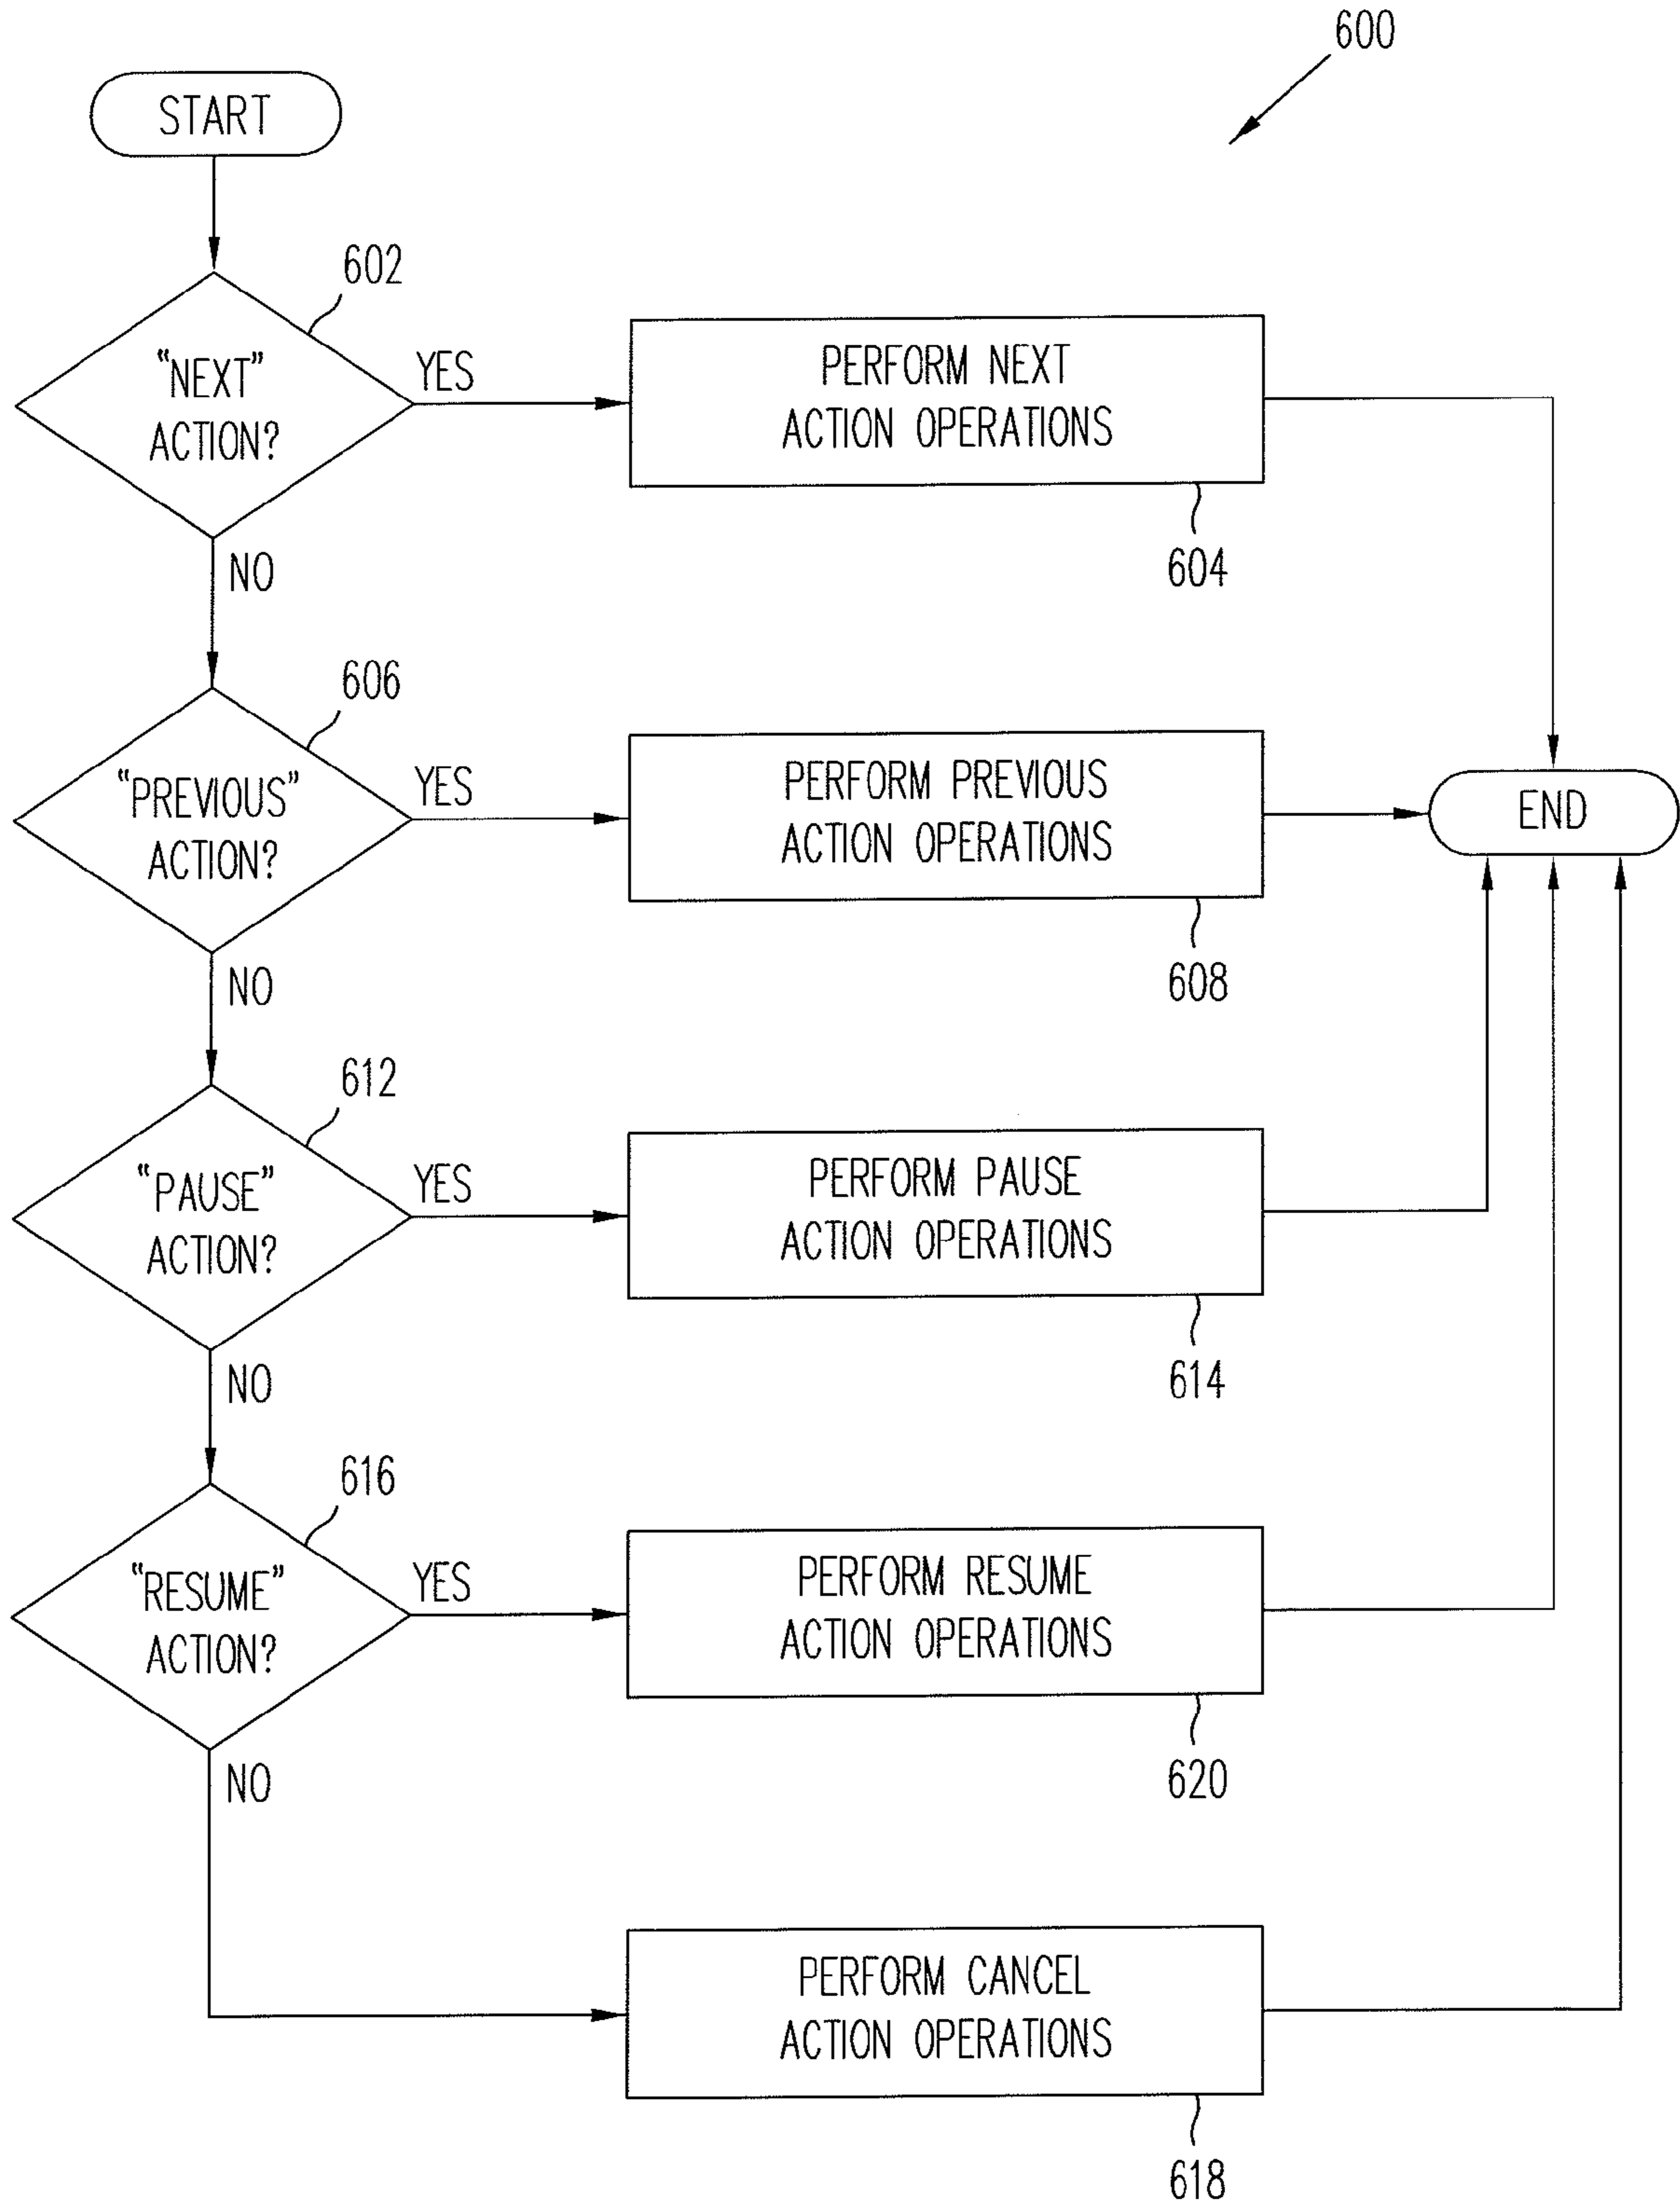 600
START
602
“NEXT”
ACTION?
YES
PERFORM NEXT
ACTION OPERATIONS
604
NO
606
“PREVIOUS”
ACTION?
YES
PERFORM PREVIOUS
ACTION OPERATIONS
END
608
NO
612
“PAUSE”
ACTION?
YES
PERFORM PAUSE
ACTION OPERATIONS
614
NO
616
“RESUME”
ACTION?
YES
PERFORM RESUME
ACTION OPERATIONS
620
NO
PERFORM CANCEL
ACTION OPERATIONS
618